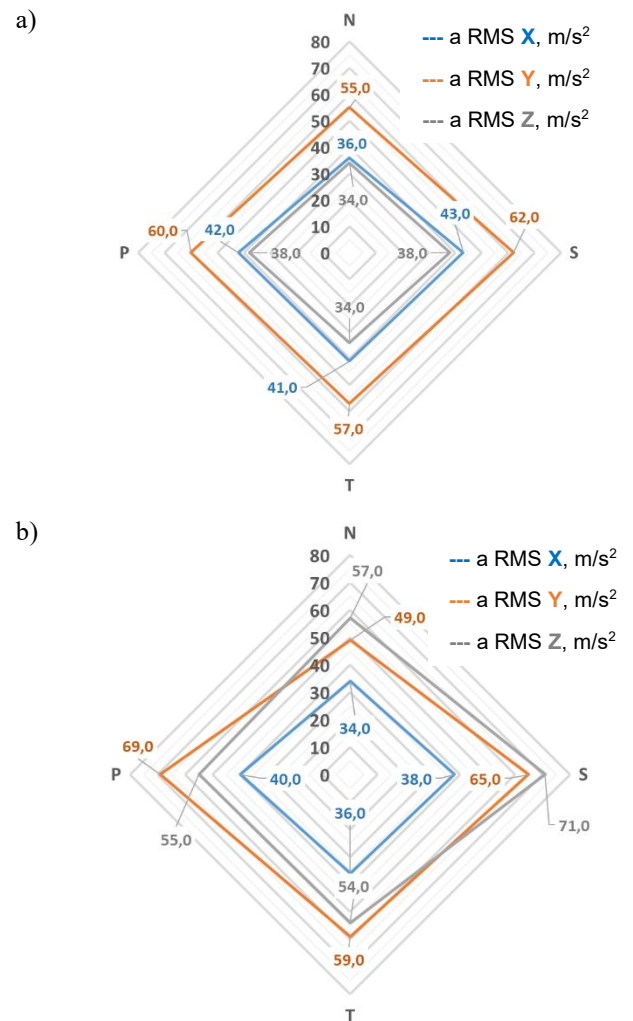 a)
N
80
--- a RMS X, m/s²
70
60
55,0
--- a RMS Y, m/s²
50
40
36,0
--- a RMS Z, m/s²
30
34,0
20
10
60,0
42,0
43,0
62,0
P
38,0
0
38,0
S
34,0
41,0
57,0
T
b)
N
80
--- a RMS X, m/s²
57,0
70
60
--- a RMS Y, m/s²
49,0
50
40
--- a RMS Z, m/s²
30
34,0
20
10
69,0
P
40,0
0
38,0
65,0
S
36,0
55,0
71,0
54,0
59,0
T